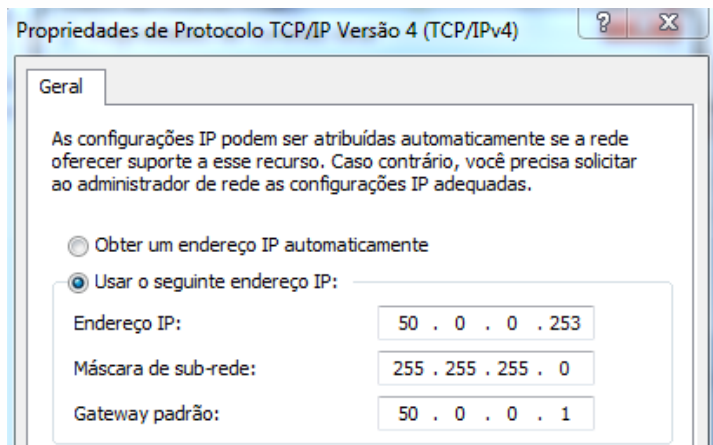 Propriedades de Protocolo TCP/IP Versão 4 (TCP/IPv4)
Geral
As configurações IP podem ser atribuídas automaticamente se a rede
oferecer suporte a esse recurso. Caso contrário, você precisa solicitar
ao administrador de rede as configurações IP adequadas.
Obter um endereço IP automaticamente
Usar o seguinte endereço IP:
Endereço IP: 50 . 0 . 0 . 253
Máscara de sub-rede: 255 . 255 . 255 . 0
Gateway padrão: 50 . 0 . 0 . 1